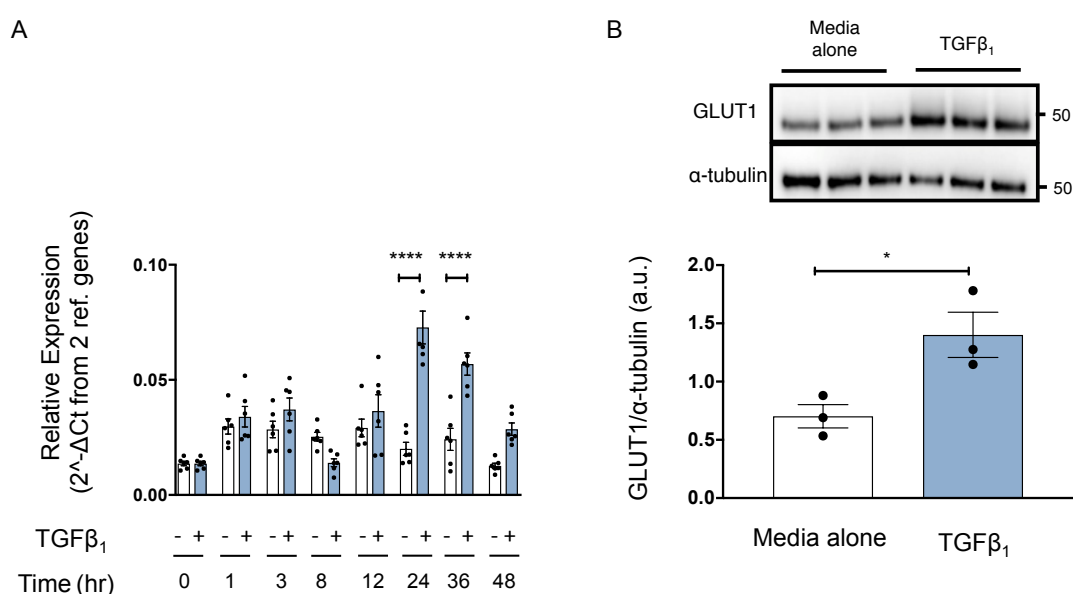 A
Relative Expression
(2^-ΔCt from 2 ref. genes)
0.10
0.05
0.00
****
****
TGFβ1 - + - + - + - + - + - + - + - +
Time (hr) 0 1 3 8 12 24 36 48
B
Media
alone
TGFβ1
GLUT1
50
α-tubulin
50
GLUT1/α-tubulin (a.u.)
2.0
1.5
1.0
0.5
0.0
*
Media alone
TGFβ1